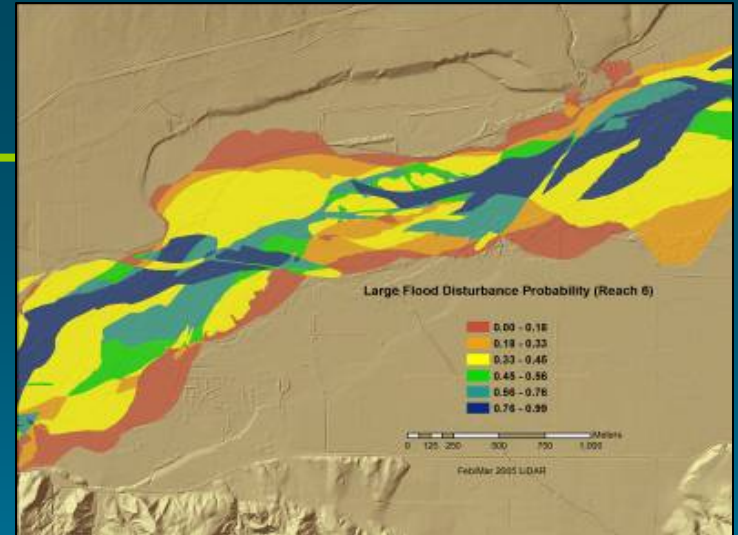 Large Flood Disturbance Probability (Reach 6)
0.00 - 0.18
0.18 - 0.33
0.33 - 0.45
0.45 - 0.56
0.56 - 0.76
0.76 - 0.99
Meters
0 125 250 500 750 1,000
Feb/Mar 2005 LiDAR